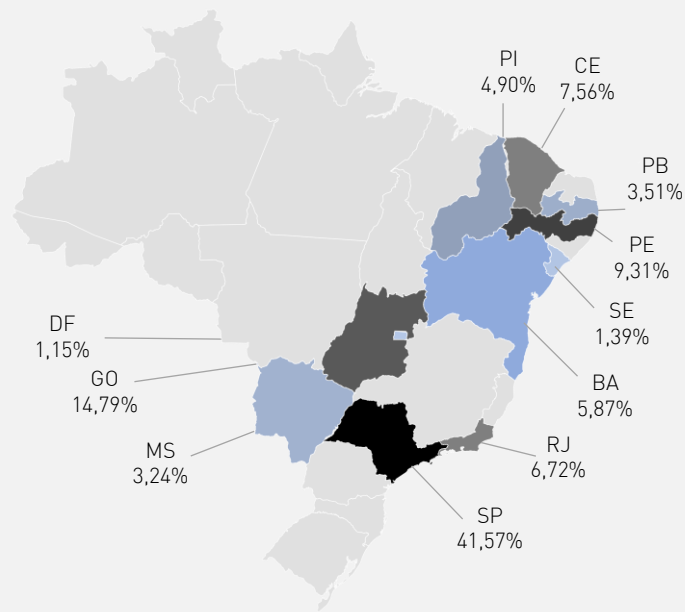 PI
4,90%
CE
7,56%
PB
3,51%
PE
9,31%
SE
1,39%
DF
1,15%
GO
14,79%
BA
5,87%
MS
3,24%
RJ
6,72%
SP
41,57%